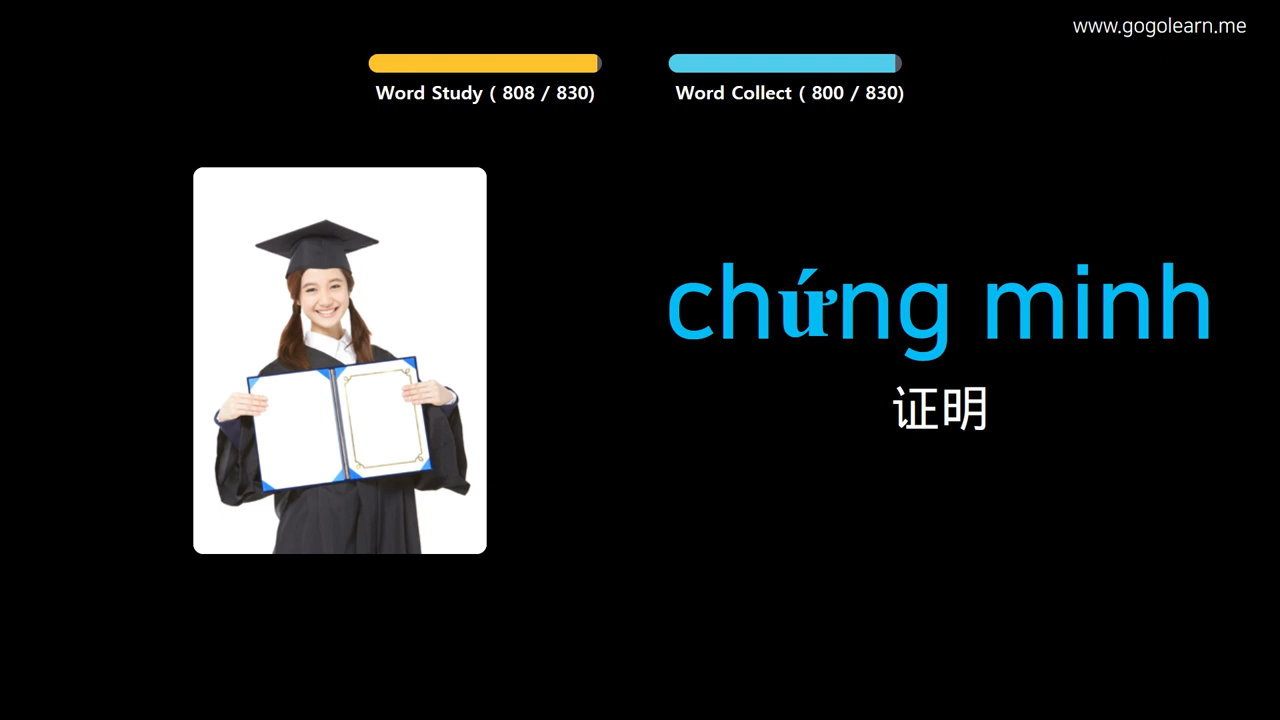 www.gogolearn.me
Word Study ( 808 / 830)
Word Collect ( 800 / 830)
chứng minh
证明